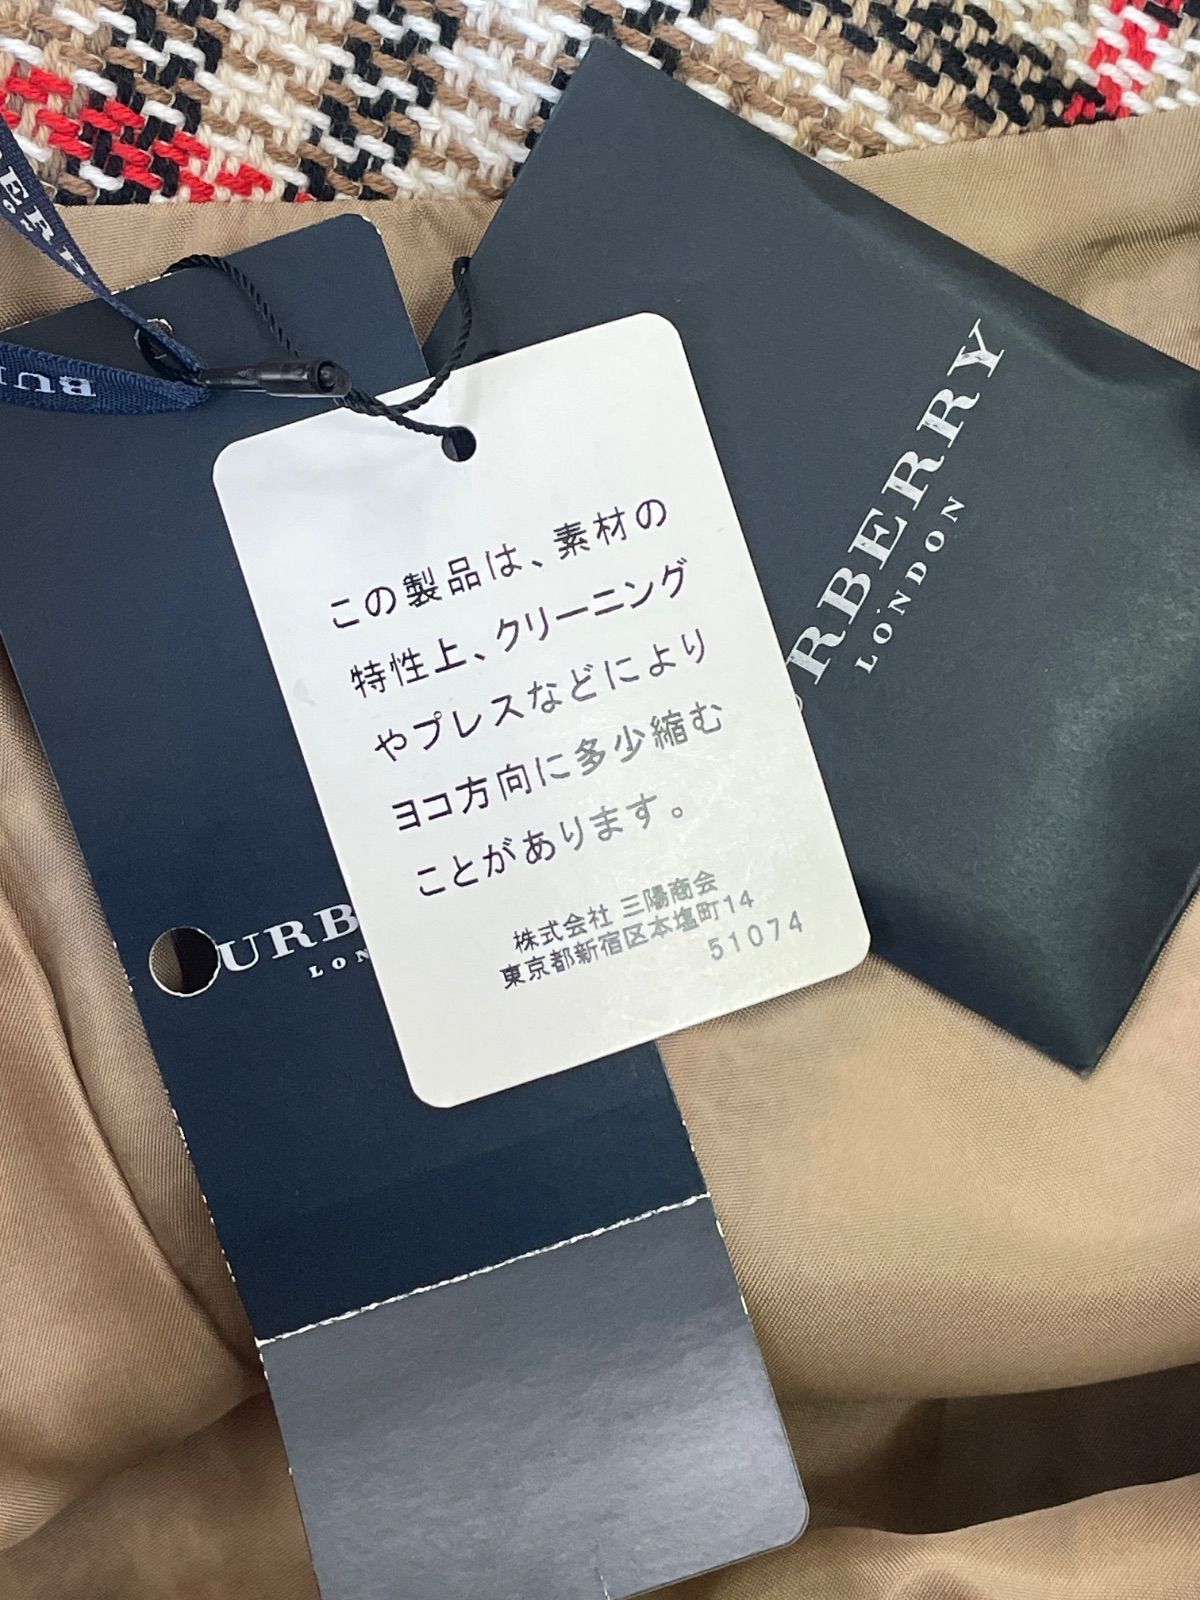 BURBERRY
LONDON
この製品は、素材の
特性上、クリーニング
やプレスなどにより
ヨコ方向に多少縮む
ことがあります。
株式会社 三陽商会
東京都新宿区本塩町14
51074